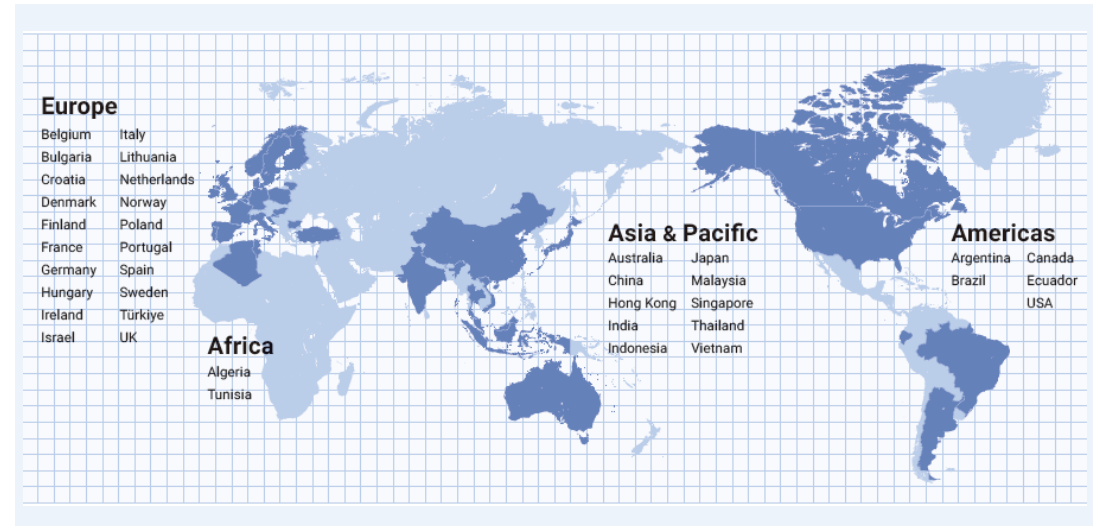 Europe
Belgium Italy
Bulgaria Lithuania
Croatia Netherlands
Denmark Norway
Finland Poland
France Portugal
Germany Spain
Hungary Sweden
Ireland Türkiye
Israel UK
Africa
Algeria
Tunisia
Asia & Pacific
Australia Japan
China Malaysia
Hong Kong Singapore
India Thailand
Indonesia Vietnam
Americas
Argentina Canada
Brazil Ecuador
USA